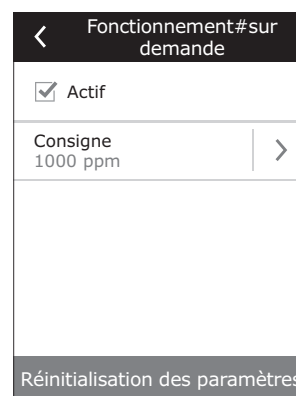 Fonctionnement#sur
demande
Actif
Consigne
1000 ppm
Réinitialisation des paramètres